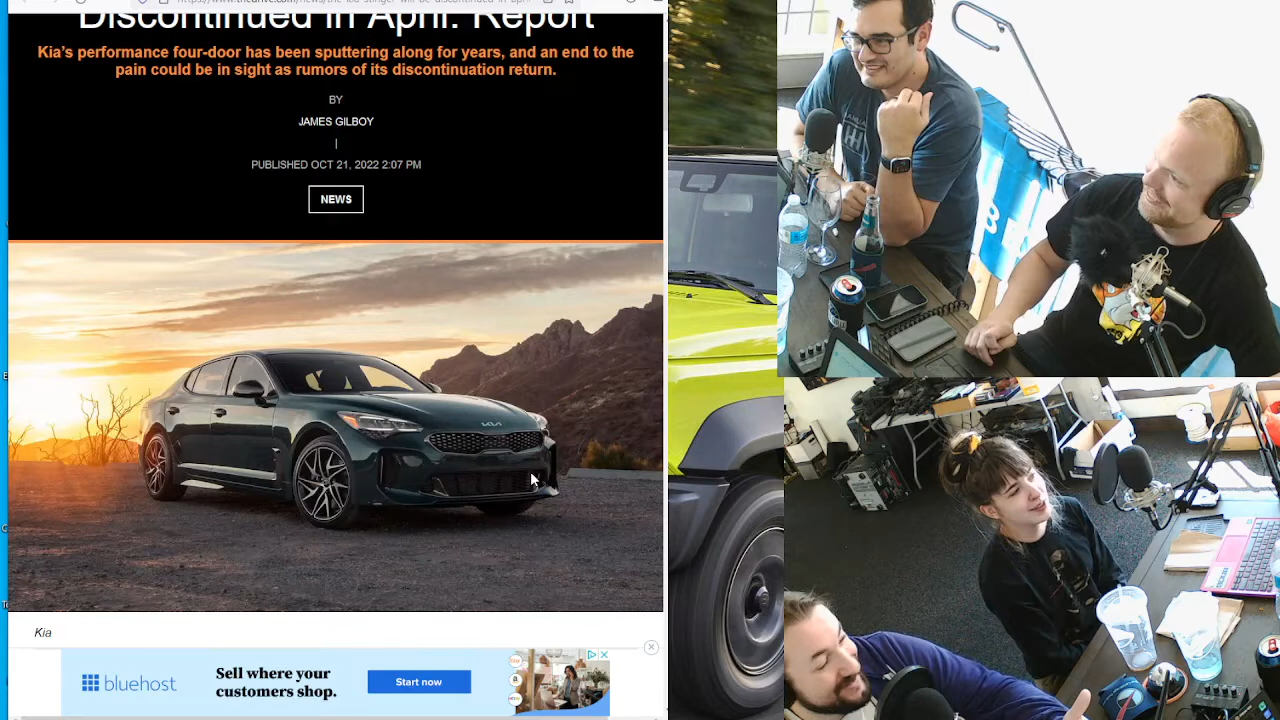 Discontinued in April: Report
Kia's performance four-door has been sputtering along for years, and an end to the
pain could be in sight as rumors of its discontinuation return.
BY
JAMES GILBOY
|
PUBLISHED OCT 21, 2022 2:07 PM
NEWS
KIA
Kia
bluehost
Sell where your
customers shop.
Start now